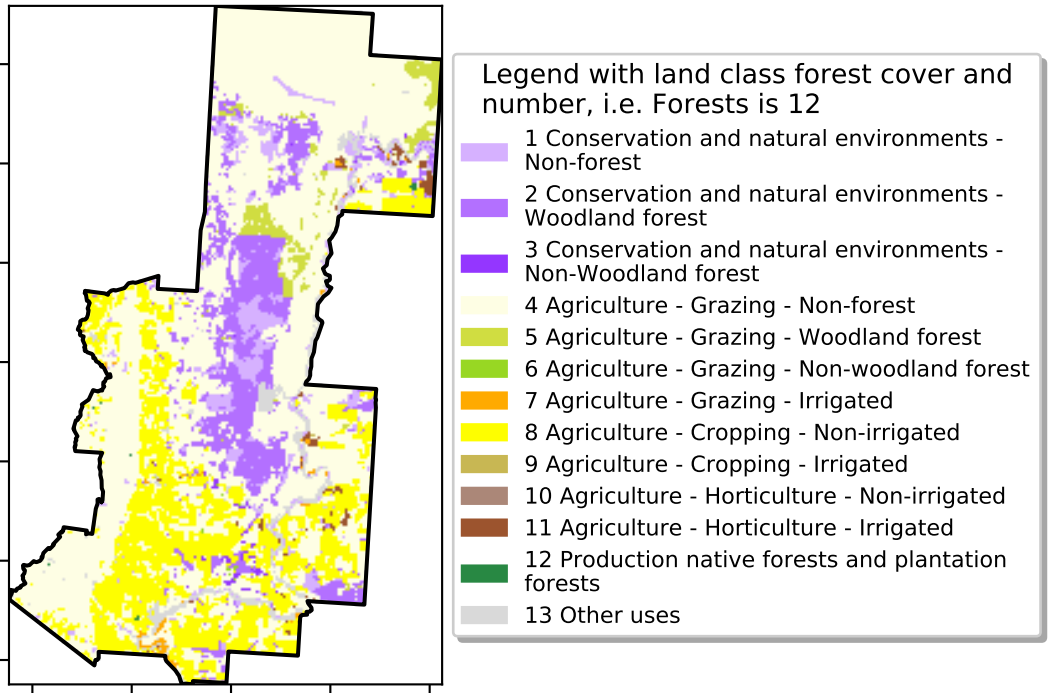 Legend with land class forest cover and
number, i.e. Forests is 12
1 Conservation and natural environments -
Non-forest
2 Conservation and natural environments -
Woodland forest
3 Conservation and natural environments -
Non-Woodland forest
4 Agriculture - Grazing - Non-forest
5 Agriculture - Grazing - Woodland forest
6 Agriculture - Grazing - Non-woodland forest
7 Agriculture - Grazing - Irrigated
8 Agriculture - Cropping - Non-irrigated
9 Agriculture - Cropping - Irrigated
10 Agriculture - Horticulture - Non-irrigated
11 Agriculture - Horticulture - Irrigated
12 Production native forests and plantation
forests
13 Other uses